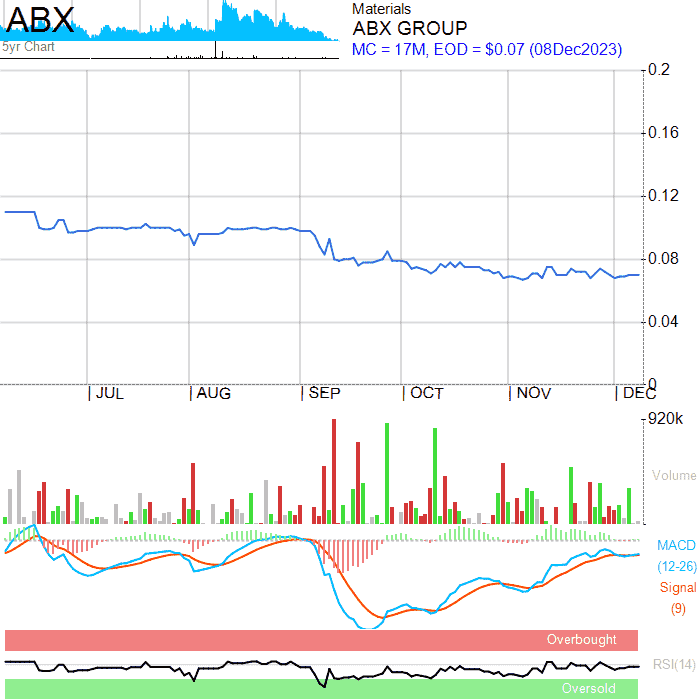 ABX
5yr Chart
Materials
ABX GROUP
MC = 17M, EOD = $0.07 (08Dec2023)
0.2
0.16
0.12
0.08
0.04
0
JUL AUG SEP OCT NOV DEC
920k
Volume
MACD
(12-26)
Signal
(9)
Overbought
RSI(14)
Oversold